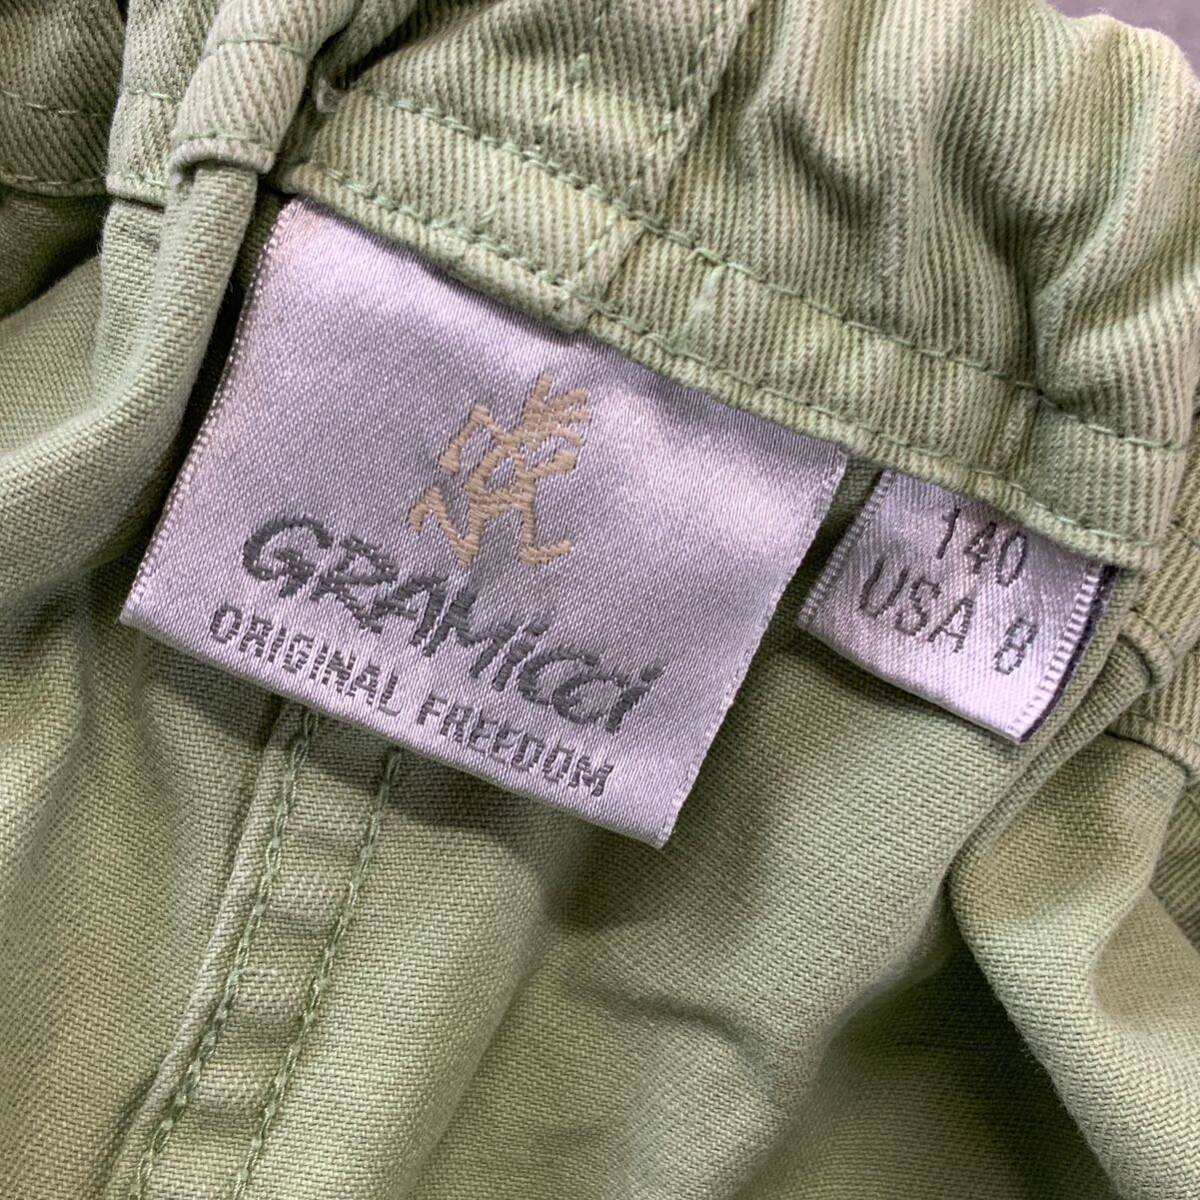 GRAMicci
ORIGINAL FREEDOM
140
USA 8